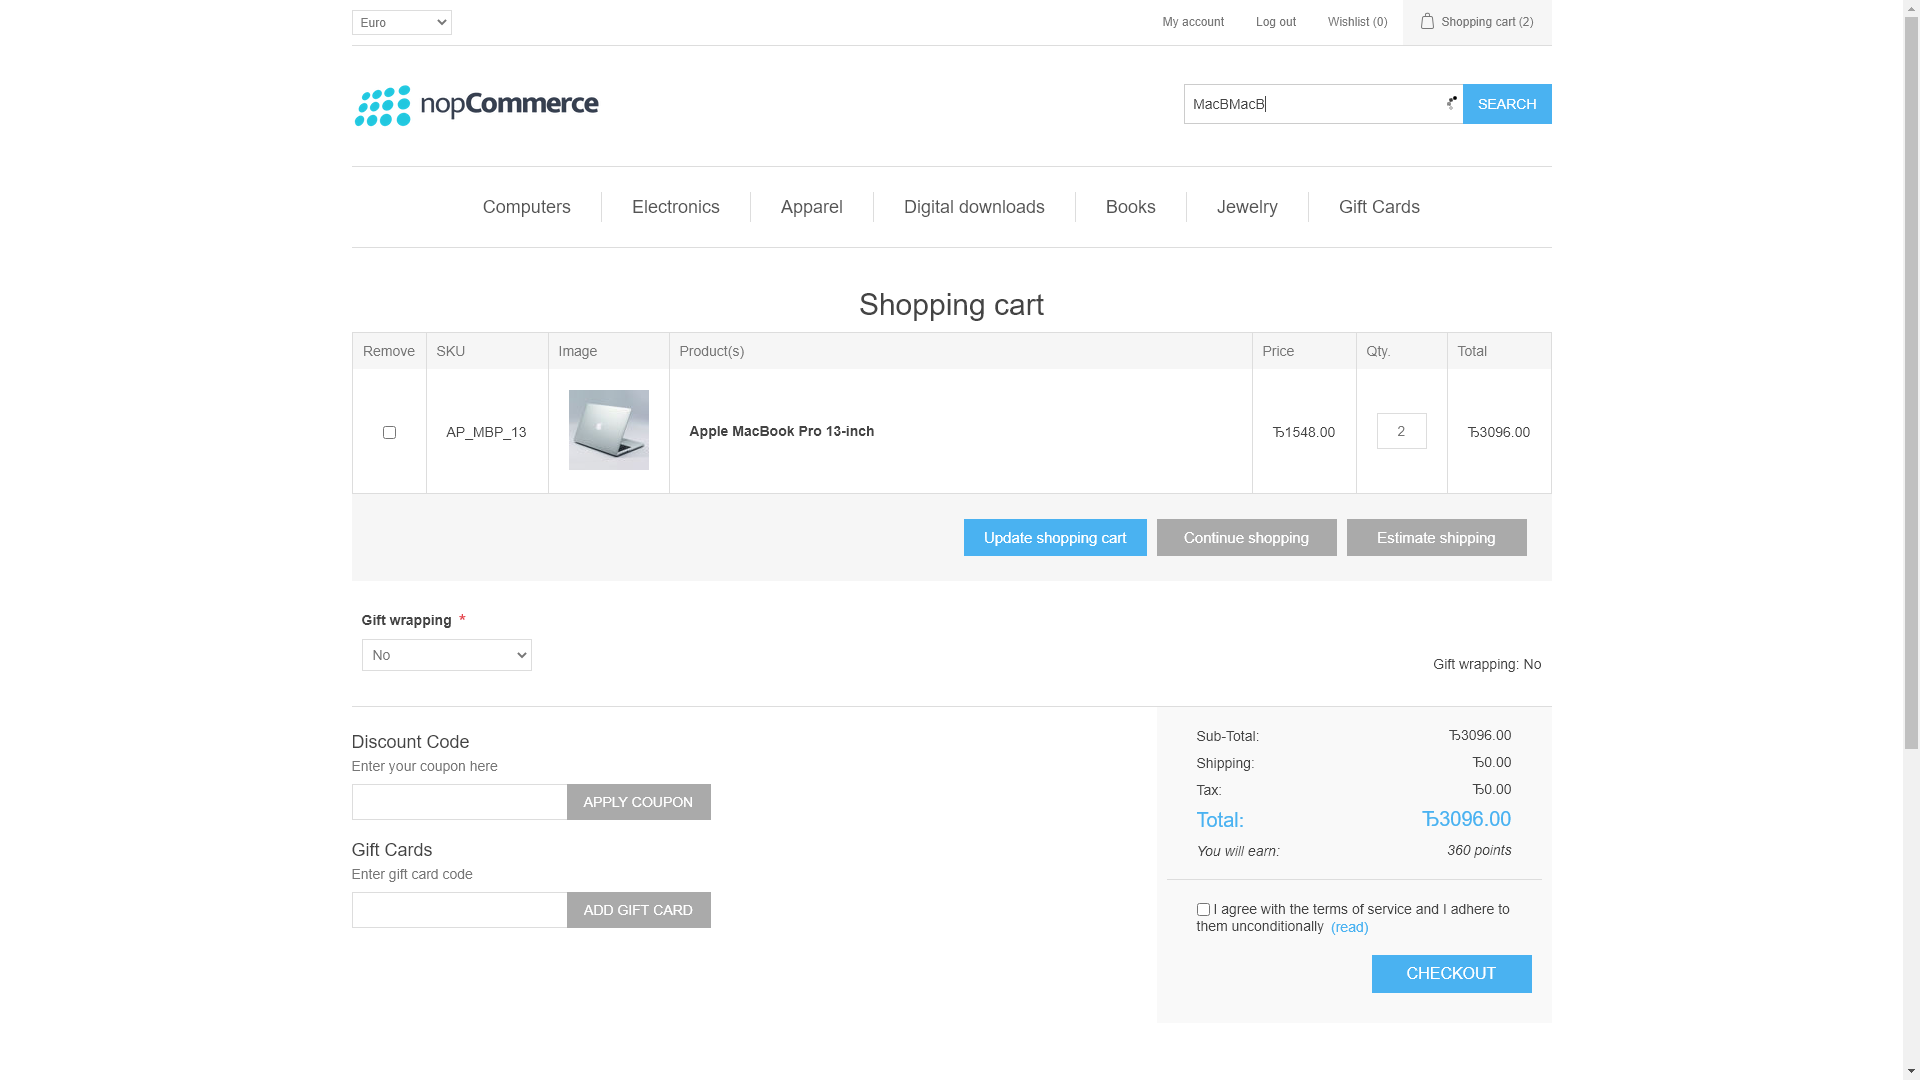 Euro
My account
Log out
Wishlist (0)
Shopping cart (2)
nopCommerce
MacBMacB
SEARCH
Computers
Electronics
Apparel
Digital downloads
Books
Jewelry
Gift Cards
Shopping cart
Remove
SKU
Image
Product(s)
Price
Qty.
Total
AP_MBP_13
Apple MacBook Pro 13-inch
Ђ1548.00
2
Ђ3096.00
Update shopping cart
Continue shopping
Estimate shipping
Gift wrapping *
No
Gift wrapping: No
Discount Code
Enter your coupon here
APPLY COUPON
Gift Cards
Enter gift card code
ADD GIFT CARD
Sub-Total: Ђ3096.00
Shipping: Ђ0.00
Tax: Ђ0.00
Total: Ђ3096.00
You will earn: 360 points
I agree with the terms of service and I adhere to
them unconditionally (read)
CHECKOUT